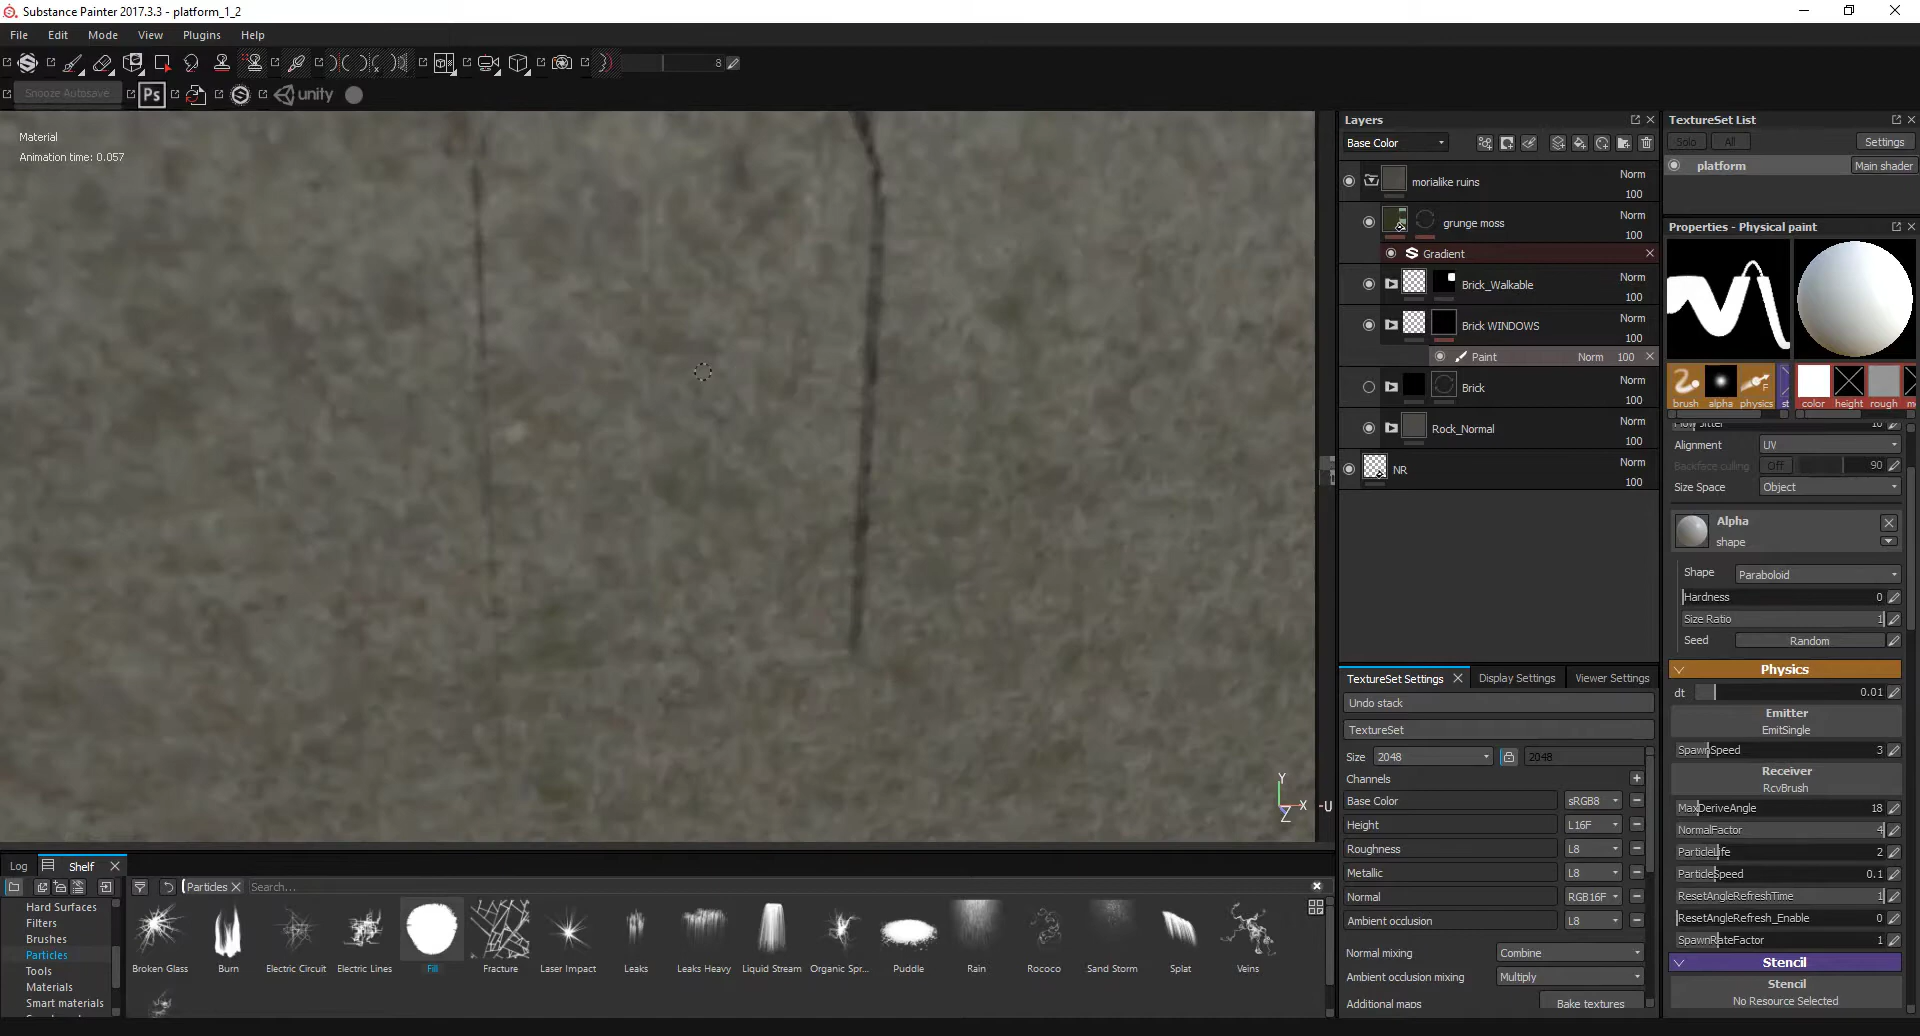 Substance Painter 2017.3.3 - platform_1_2
File Edit Mode View Plugins Help
8
Snooze Autosave Ps unity
Material
Animation time: 0.057
Y
X
Z
-U
Layers
Base Color
morialike ruins Norm
100
grunge moss Norm
100
Gradient
Brick_Walkable Norm
100
Brick WINDOWS Norm
100
Paint Norm 100
Brick Norm
100
Rock_Normal Norm
100
NR Norm
100
TextureSet List
Solo All Settings
platform Main shader
Properties - Physical paint
brush alpha physics st color height rough m
Flow Jitter 10
Alignment UV
Backface culling Off 90
Size Space Object
Alpha
shape
Shape Paraboloid
Hardness 0
Size Ratio 1
Seed Random
Physics
dt 0.01
Emitter
EmitSingle
SpawnSpeed 3
Receiver
RcvBrush
MaxDeriveAngle 18
NormalFactor 4
ParticleLife 2
ParticleSpeed 0.1
ResetAngleRefreshTime 1
ResetAngleRefresh_Enable 0
SpawnRateFactor 1
Stencil
Stencil
No Resource Selected
TextureSet Settings Display Settings Viewer Settings
Undo stack
TextureSet
Size 2048 2048
Channels
Base Color sRGB8
Height L16F
Roughness L8
Metallic L8
Normal RGB16F
Ambient occlusion L8
Normal mixing Combine
Ambient occlusion mixing Multiply
Additional maps Bake textures
Log Shelf
Particles Search...
Hard Surfaces
Filters
Brushes
Particles
Tools
Materials
Smart materials
Broken Glass Burn Electric Circuit Electric Lines Fill Fracture Laser Impact Leaks Leaks Heavy Liquid Stream Organic Spr... Puddle Rain Rococo Sand Storm Splat Veins